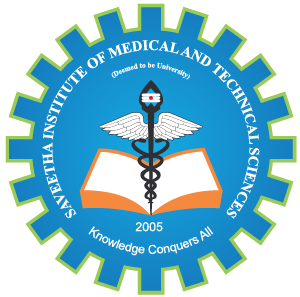 SAVEETHA INSTITUTE OF MEDICAL AND TECHNICAL SCIENCES
(Deemed to be University)
2005
Knowledge Conquers All